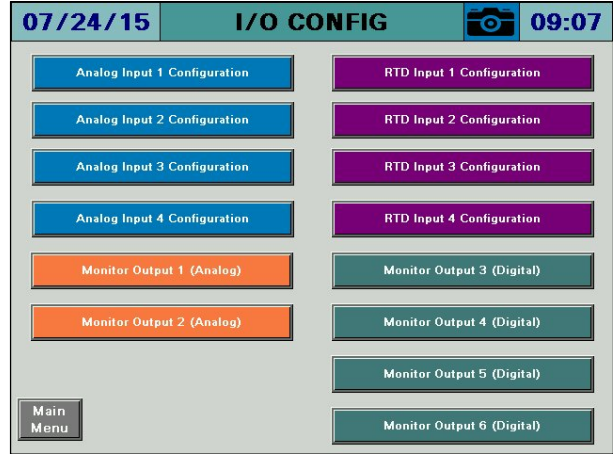 07/24/15
I/O CONFIG
09:07
Analog Input 1 Configuration
RTD Input 1 Configuration
Analog Input 2 Configuration
RTD Input 2 Configuration
Analog Input 3 Configuration
RTD Input 3 Configuration
Analog Input 4 Configuration
RTD Input 4 Configuration
Monitor Output 1 (Analog)
Monitor Output 3 (Digital)
Monitor Output 2 (Analog)
Monitor Output 4 (Digital)
Monitor Output 5 (Digital)
Main
Menu
Monitor Output 6 (Digital)